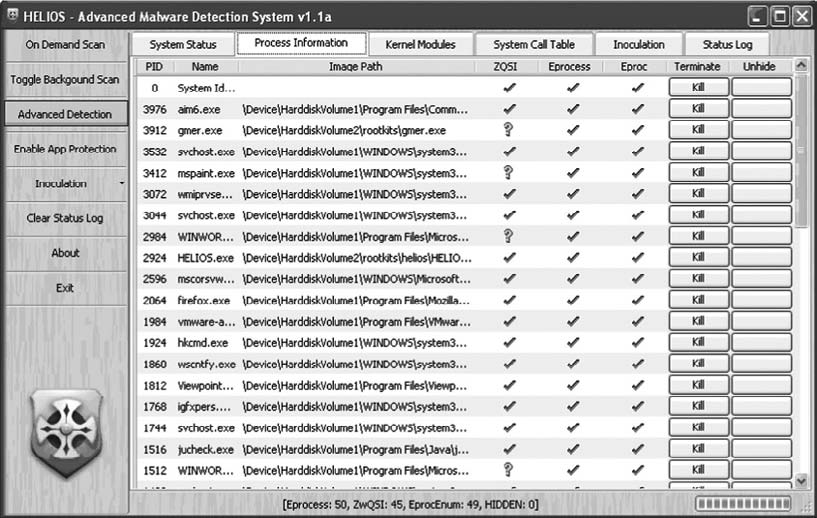 HELIOS - Advanced Malware Detection System v1.1a
On Demand Scan
Toggle Backgound Scan
Advanced Detection
Enable App Protection
Inoculation
Clear Status Log
About
Exit
System Status Process Information Kernel Modules System Call Table Inoculation Status Log
PID Name Image Path ZQSI Eprocess Eproc Terminate Unhide
0 System Id... Kill
3976 aim6.exe \Device\HarddiskVolume1\Program Files\Comm... Kill
3912 gmer.exe \Device\HarddiskVolume2\rootkits\gmer.exe ? Kill
3532 svchost.exe \Device\HarddiskVolume1\WINDOWS\system3... Kill
3412 mspaint.exe \Device\HarddiskVolume1\WINDOWS\system3... ? Kill
3072 wmiprvse... \Device\HarddiskVolume1\WINDOWS\system3... Kill
3044 svchost.exe \Device\HarddiskVolume1\WINDOWS\system3... Kill
2984 WINWOR... \Device\HarddiskVolume1\Program Files\Micros... ? Kill
2924 HELIOS.exe \Device\HarddiskVolume2\rootkits\helios\HELIO... Kill
2596 mscorsvw... \Device\HarddiskVolume1\WINDOWS\Microsoft... Kill
2064 firefox.exe \Device\HarddiskVolume1\Program Files\Mozilla... Kill
1984 vmware-a... \Device\HarddiskVolume1\Program Files\VMwar... Kill
1924 hkcmd.exe \Device\HarddiskVolume1\WINDOWS\system3... Kill
1860 wscntfy.exe \Device\HarddiskVolume1\WINDOWS\system3... Kill
1812 Viewpoint... \Device\HarddiskVolume1\Program Files\Viewp... Kill
1768 igfxpers.... \Device\HarddiskVolume1\WINDOWS\system3... Kill
1744 svchost.exe \Device\HarddiskVolume1\WINDOWS\system3... Kill
1516 jucheck.exe \Device\HarddiskVolume1\Program Files\Java\j... Kill
1512 WINWOR... \Device\HarddiskVolume1\Program Files\Micros... ? Kill
[Eprocess: 50, ZwQSI: 45, EprocEnum: 49, HIDDEN: 0]